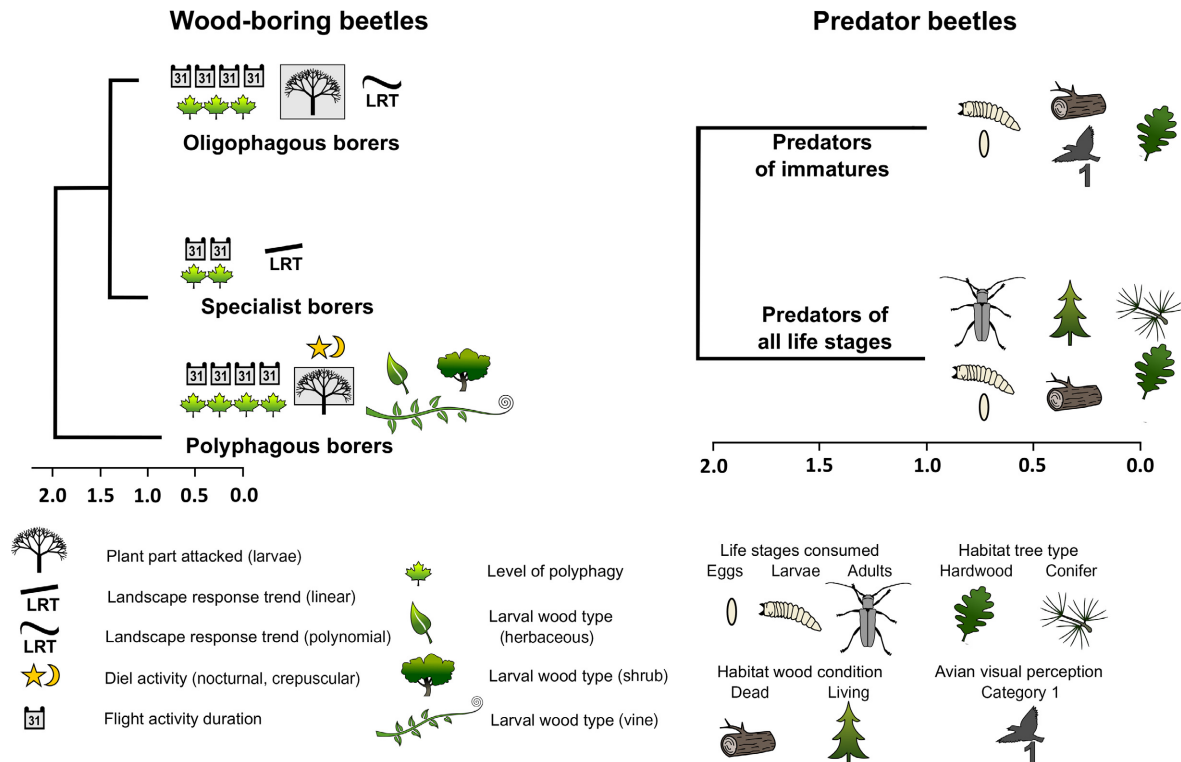 Wood-boring beetles
31 31 31 31
LRT
Oligophagous borers
31 31
LRT
Specialist borers
31 31 31 31
Polyphagous borers
2.0 1.5 1.0 0.5 0.0
Predator beetles
Predators
of immatures
1
Predators of
all life stages
2.0 1.5 1.0 0.5 0.0
Plant part attacked (larvae)
LRT
Landscape response trend (linear)
LRT
Landscape response trend (polynomial)
Diel activity (nocturnal, crepuscular)
31
Flight activity duration
Level of polyphagy
Larval wood type
(herbaceous)
Larval wood type (shrub)
Larval wood type (vine)
Life stages consumed
Eggs Larvae Adults
Habitat tree type
Hardwood Conifer
Habitat wood condition
Dead Living
Avian visual perception
Category 1
1